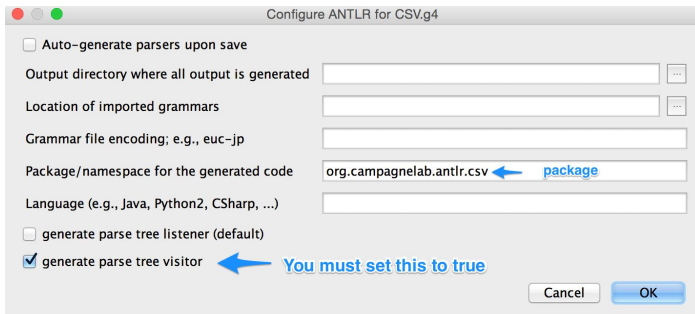 Configure ANTLR for CSV.g4
Auto-generate parsers upon save
Output directory where all output is generated ...
Location of imported grammars ...
Grammar file encoding; e.g., euc-jp
Package/namespace for the generated code org.campagnelab.antlr.csv package
Language (e.g., Java, Python2, CSharp, ...)
generate parse tree listener (default)
generate parse tree visitor You must set this to true
Cancel OK